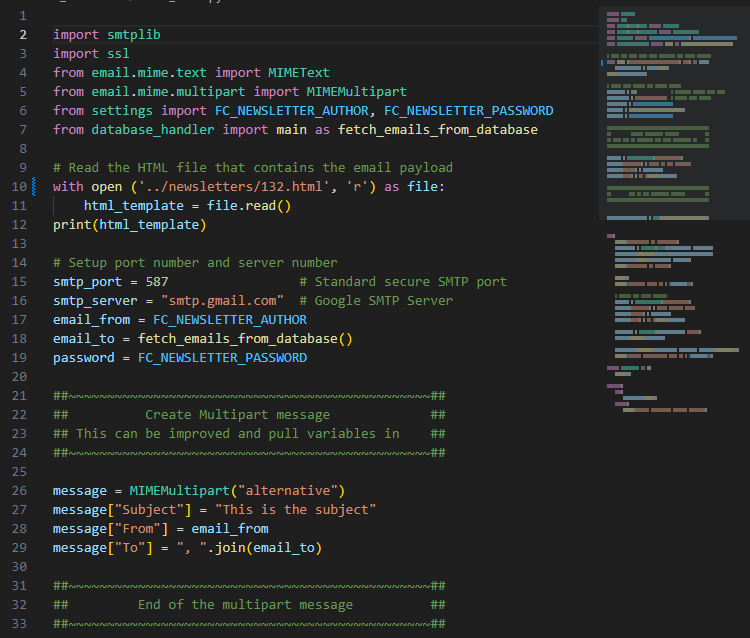 1
2 import smtplib
3 import ssl
4 from email.mime.text import MIMEText
5 from email.mime.multipart import MIMEMultipart
6 from settings import FC_NEWSLETTER_AUTHOR, FC_NEWSLETTER_PASSWORD
7 from database_handler import main as fetch_emails_from_database
8
9 # Read the HTML file that contains the email payload
10 with open ('../newsletters/132.html', 'r') as file:
11     html_template = file.read()
12 print(html_template)
13
14 # Setup port number and server number
15 smtp_port = 587                 # Standard secure SMTP port
16 smtp_server = "smtp.gmail.com"  # Google SMTP Server
17 email_from = FC_NEWSLETTER_AUTHOR
18 email_to = fetch_emails_from_database()
19 password = FC_NEWSLETTER_PASSWORD
20
21 ##~~~~~~~~~~~~~~~~~~~~~~~~~~~~~~~~~~~~~~~~~~~~~~~##
22 ##          Create Multipart message             ##
23 ## This can be improved and pull variables in    ##
24 ##~~~~~~~~~~~~~~~~~~~~~~~~~~~~~~~~~~~~~~~~~~~~~~~##
25
26 message = MIMEMultipart("alternative")
27 message["Subject"] = "This is the subject"
28 message["From"] = email_from
29 message["To"] = ", ".join(email_to)
30
31 ##~~~~~~~~~~~~~~~~~~~~~~~~~~~~~~~~~~~~~~~~~~~~~~~##
32 ##         End of the multipart message          ##
33 ##~~~~~~~~~~~~~~~~~~~~~~~~~~~~~~~~~~~~~~~~~~~~~~~##